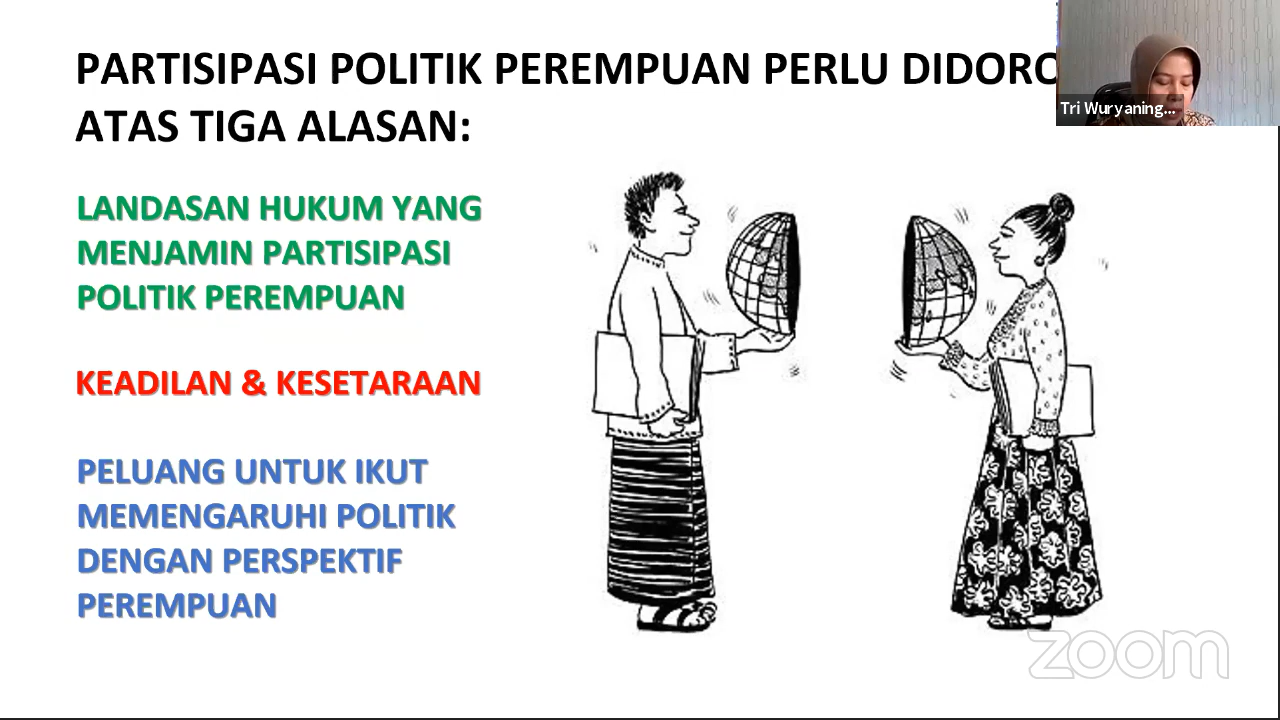 PARTISIPASI POLITIK PEREMPUAN PERLU
ATAS TIGA ALASAN:
LANDASAN HUKUM YANG
MENJAMIN PARTISIPASI
POLITIK PEREMPUAN
KEADILAN & KESETARAAN
PELUANG UNTUK IKUT
MEMENGARUHI POLITIK
DENGAN PERSPEKTIF
PEREMPUAN
Tri Wuryaning...
zoom